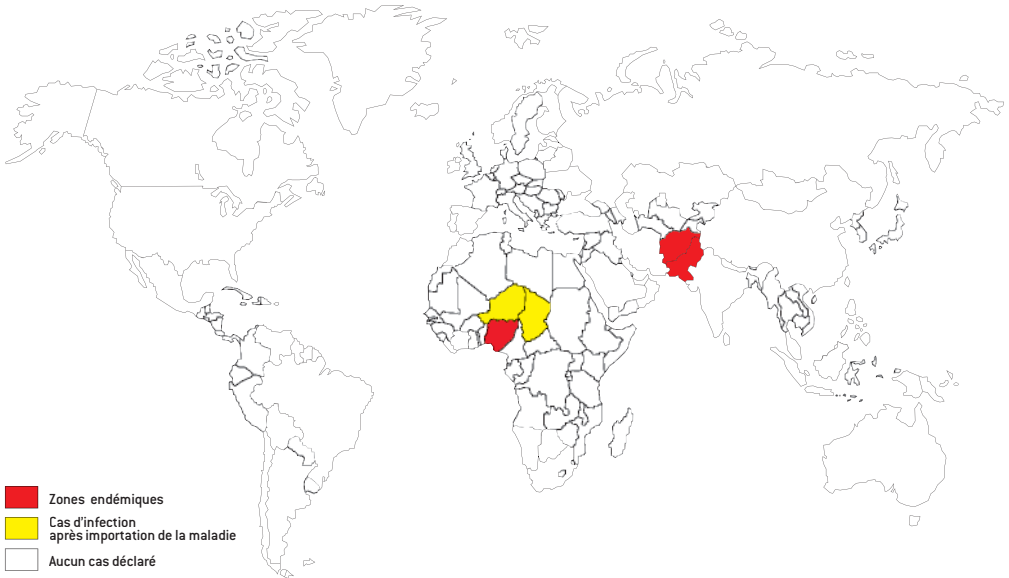 Zones endémiques
Cas d'infection
après importation de la maladie
Aucun cas déclaré